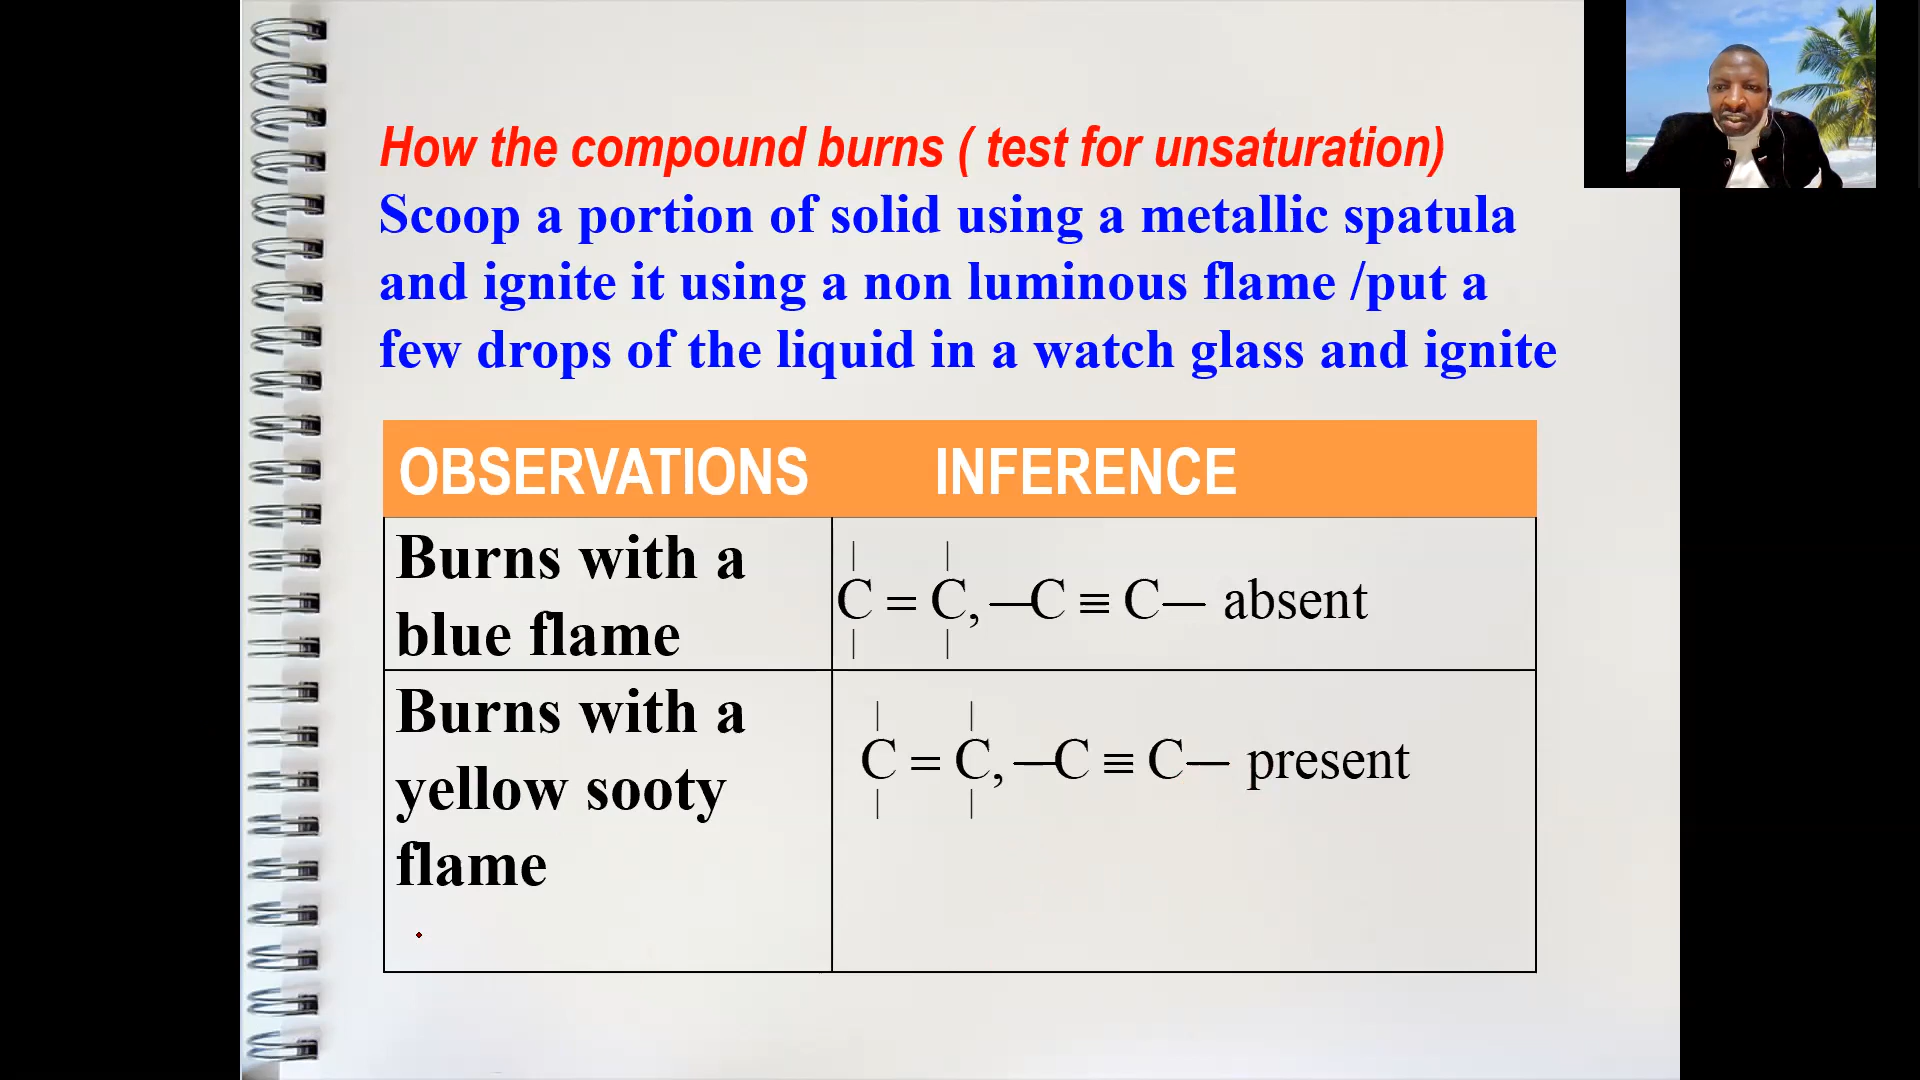 How the compound burns ( test for unsaturation)
Scoop a portion of solid using a metallic spatula
and ignite it using a non luminous flame /put a
few drops of the liquid in a watch glass and ignite
OBSERVATIONS INFERENCE
Burns with a
blue flame
C = C, —C ≡ C— absent
Burns with a
yellow sooty
flame
C = C, —C ≡ C— present